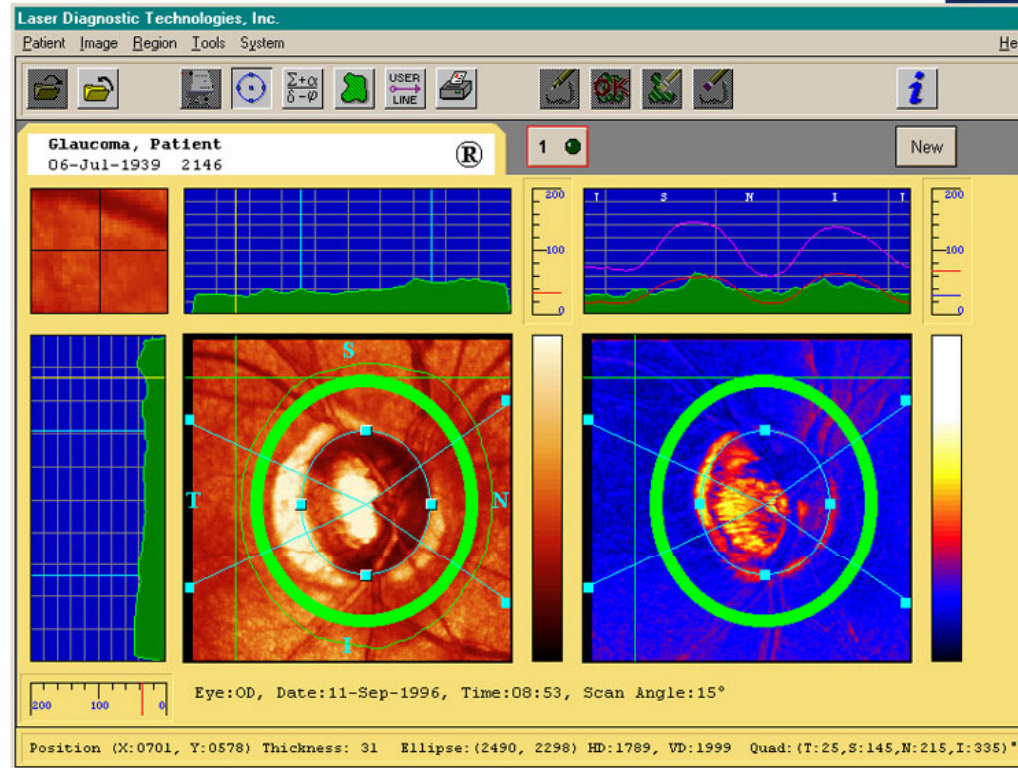 Laser Diagnostic Technologies, Inc.
Patient Image Region Tools System He
Σ+α
δ-φ
USER
LINE
OK
i
Glaucoma, Patient
06-Jul-1939 2146
®
1
New
200
100
0
T S N I T
200
100
0
S
T
N
I
200 100 0
Eye:OD, Date:11-Sep-1996, Time:08:53, Scan Angle:15°
Position (X:0701, Y:0578) Thickness: 31 Ellipse:(2490, 2298) HD:1789, VD:1999 Quad:(T:25,S:145,N:215,I:335)°